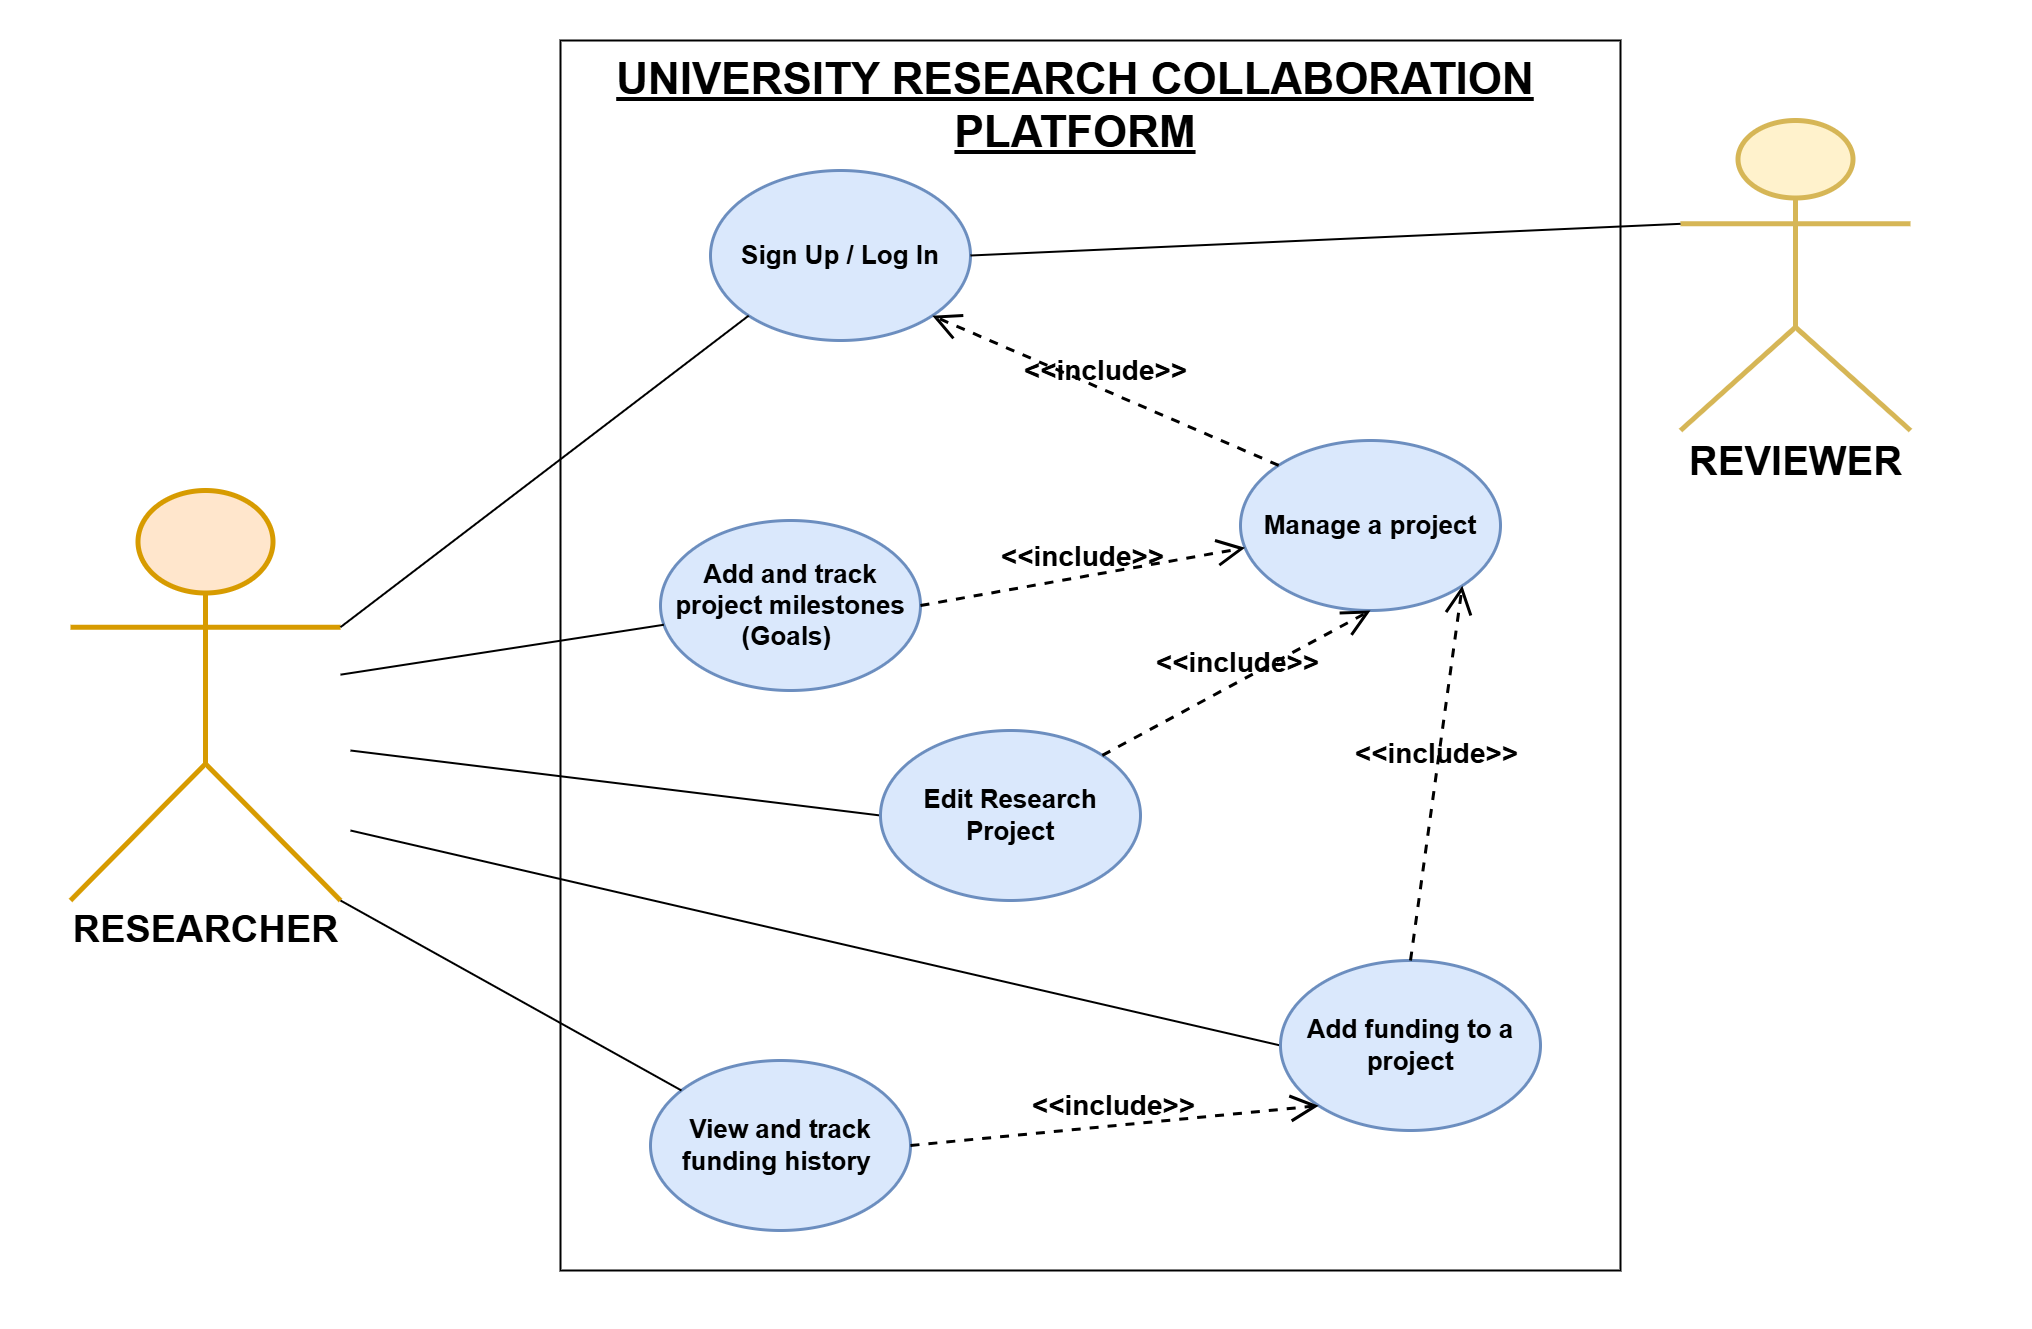 UNIVERSITY RESEARCH COLLABORATION
PLATFORM
Sign Up / Log In
<<include>>
REVIEWER
Manage a project
<<include>>
Add and track
project milestones
(Goals)
<<include>>
<<include>>
Edit Research
Project
RESEARCHER
Add funding to a
project
<<include>>
View and track
funding history